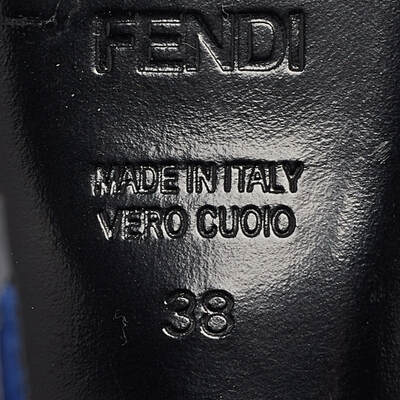 FENDI
MADE IN ITALY
VERO CUOIO
38